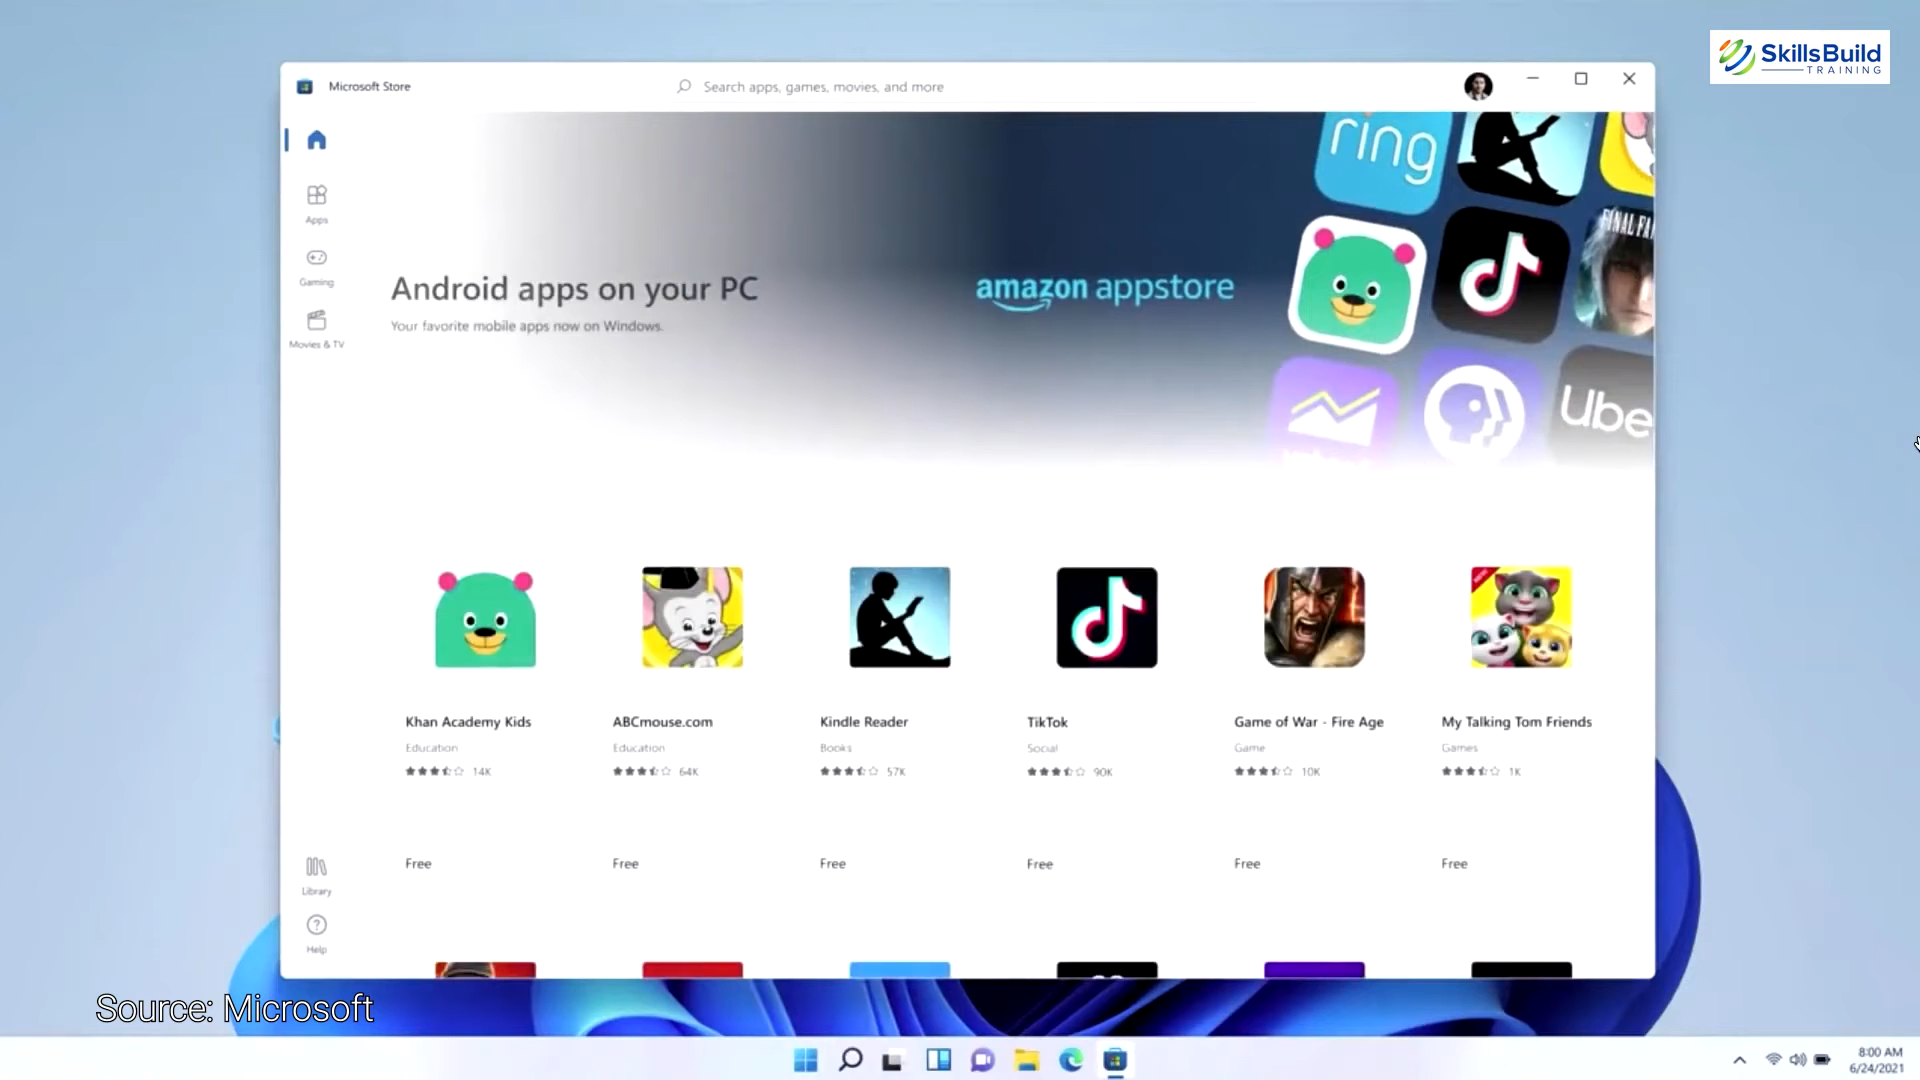 SkillsBuild
TRAINING
Microsoft Store
Search apps, games, movies, and more
Apps
Gaming
Movies & TV
Android apps on your PC
Your favorite mobile apps now on Windows.
amazon appstore
ring
FINAL FA
Ube
Khan Academy Kids
ABCmouse.com
Kindle Reader
TikTok
Game of War - Fire Age
My Talking Tom Friends
Education
Education
Books
Social
Game
Games
14K
64K
57K
90K
10K
1K
Free
Free
Free
Free
Free
Free
Library
Help
Source: Microsoft
8:00 AM
6/24/2021